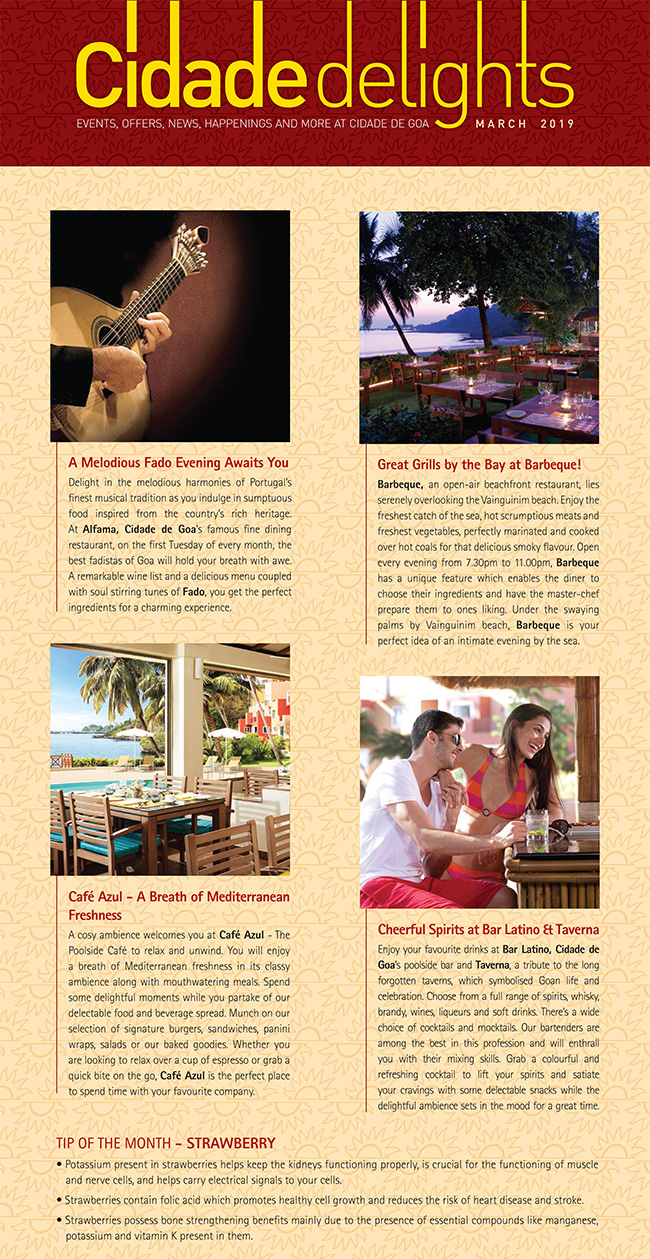 Cidade delights
EVENTS, OFFERS, NEWS, HAPPENINGS AND MORE AT CIDADE DE GOA MARCH 2019
A Melodious Fado Evening Awaits You
Delight in the melodious harmonies of Portugal's
finest musical tradition as you indulge in sumptuous
food inspired from the country's rich heritage.
At Alfama, Cidade de Goa's famous fine dining
restaurant, on the first Tuesday of every month, the
best fadistas of Goa will hold your breath with awe.
A remarkable wine list and a delicious menu coupled
with soul stirring tunes of Fado, you get the perfect
ingredients for a charming experience.
Great Grills by the Bay at Barbeque!
Barbeque, an open-air beachfront restaurant, lies
serenely overlooking the Vainguinim beach. Enjoy the
freshest catch of the sea, hot scrumptious meats and
freshest vegetables, perfectly marinated and cooked
over hot coals for that delicious smoky flavour. Open
every evening from 7.30pm to 11.00pm, Barbeque
has a unique feature which enables the diner to
choose their ingredients and have the master-chef
prepare them to ones liking. Under the swaying
palms by Vainguinim beach, Barbeque is your
perfect idea of an intimate evening by the sea.
Café Azul - A Breath of Mediterranean
Freshness
A cosy ambience welcomes you at Café Azul - The
Poolside Café to relax and unwind. You will enjoy
a breath of Mediterranean freshness in its classy
ambience along with mouthwatering meals. Spend
some delightful moments while you partake of our
delectable food and beverage spread. Munch on our
selection of signature burgers, sandwiches, panini
wraps, salads or our baked goodies. Whether you
are looking to relax over a cup of espresso or grab a
quick bite on the go, Café Azul is the perfect place
to spend time with your favourite company.
Cheerful Spirits at Bar Latino & Taverna
Enjoy your favourite drinks at Bar Latino, Cidade de
Goa's poolside bar and Taverna, a tribute to the long
forgotten taverns, which symbolised Goan life and
celebration. Choose from a full range of spirits, whisky,
brandy, wines, liqueurs and soft drinks. There's a wide
choice of cocktails and mocktails. Our bartenders are
among the best in this profession and will enthrall
you with their mixing skills. Grab a colourful and
refreshing cocktail to lift your spirits and satiate
your cravings with some delectable snacks while the
delightful ambience sets in the mood for a great time.
TIP OF THE MONTH - STRAWBERRY
• Potassium present in strawberries helps keep the kidneys functioning properly, is crucial for the functioning of muscle
and nerve cells, and helps carry electrical signals to your cells.
• Strawberries contain folic acid which promotes healthy cell growth and reduces the risk of heart disease and stroke.
• Strawberries possess bone strengthening benefits mainly due to the presence of essential compounds like manganese,
potassium and vitamin K present in them.